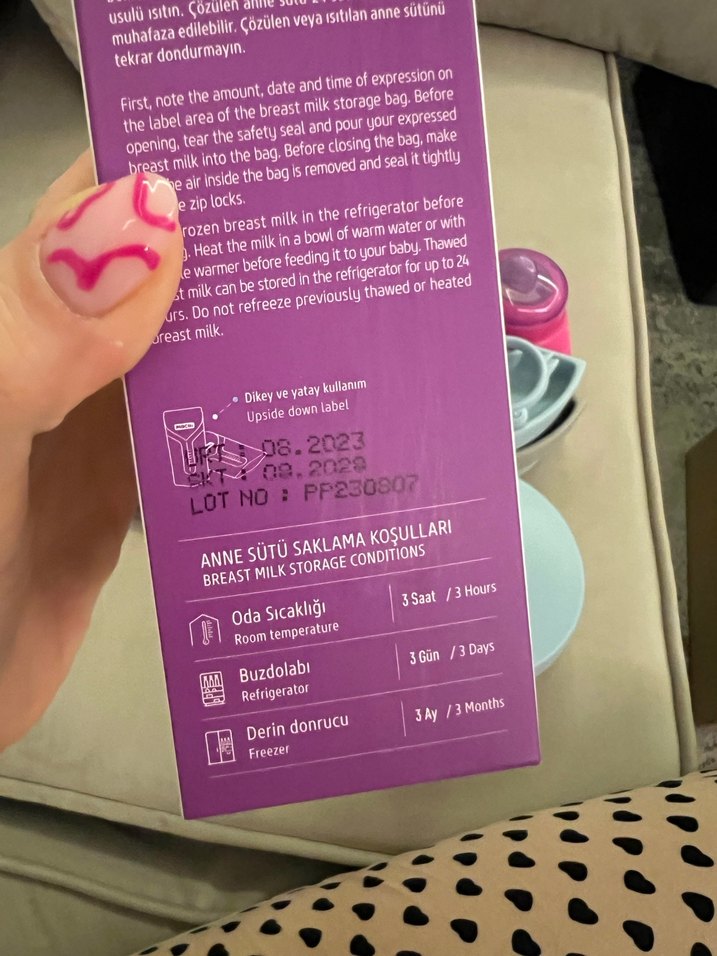 usulü ısıtın. Çözülen anne sütü
muhafaza edilebilir. Çözülen veya ısıtılan anne sütünü
tekrar dondurmayın.
First, note the amount, date and time of expression on
the label area of the breast milk storage bag. Before
opening, tear the safety seal and pour your expressed
breast milk into the bag. Before closing the bag, make
air inside the bag is removed and seal it tightly
zip locks.
breast milk in the refrigerator before
Heat the milk in a bowl of warm water or with
warmer before feeding it to your baby. Thawed
milk can be stored in the refrigerator for up to 24
Do not refreeze previously thawed or heated
breast milk.
Dikey ve yatay kullanım
Upside down label
ÜRT : 08.2023
SKT : 08.2028
LOT NO : PP230807
ANNE SÜTÜ SAKLAMA KOŞULLARI
BREAST MILK STORAGE CONDITIONS
Oda Sıcaklığı
Room temperature
3 Saat / 3 Hours
Buzdolabı
Refrigerator
3 Gün / 3 Days
Derin donrucu
Freezer
3 Ay / 3 Months